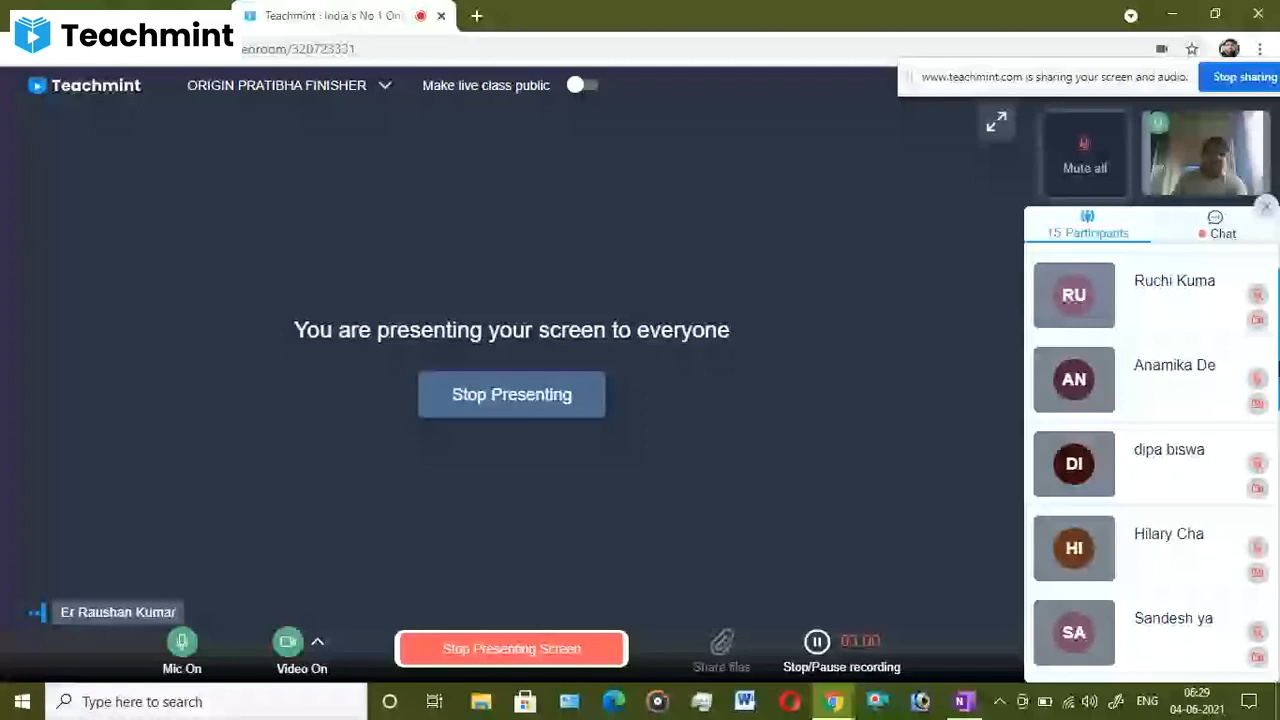 Teachmint : India's No 1 Onl
Teachmint
enroom/320723331
www.teachmint.com is sharing your screen and audio.
Stop sharing
Teachmint
ORIGIN PRATIBHA FINISHER
Make live class public
Mute all
15 Participants
Chat
RU
Ruchi Kuma
AN
Anamika De
You are presenting your screen to everyone
Stop Presenting
DI
dipa biswa
HI
Hilary Cha
SA
Sandesh ya
Er Raushan Kumar
Mic On
Video On
Stop Presenting Screen
Share files
Stop/Pause recording
Type here to search
ENG
06:29
04-06-2021